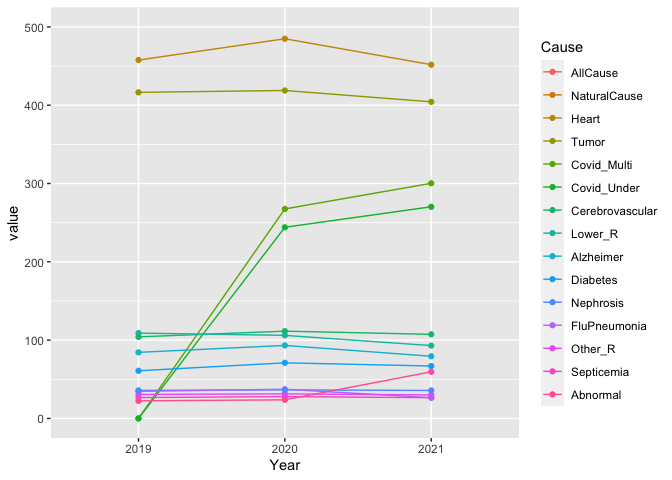 500
400
300
200
100
0
value
2019
2020
2021
Year
Cause
AllCause
NaturalCause
Heart
Tumor
Covid_Multi
Covid_Under
Cerebrovascular
Lower_R
Alzheimer
Diabetes
Nephrosis
FluPneumonia
Other_R
Septicemia
Abnormal